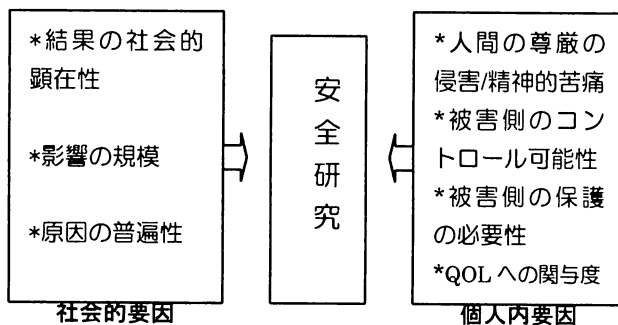 *結果の社会的
顕在性
*影響の規模
*原因の普遍性
社会的要因
安全研究
*人間の尊厳の
侵害/精神的苦痛
*被害側のコン
トロール可能性
*被害側の保護
の必要性
*QOLへの関与度
個人内要因